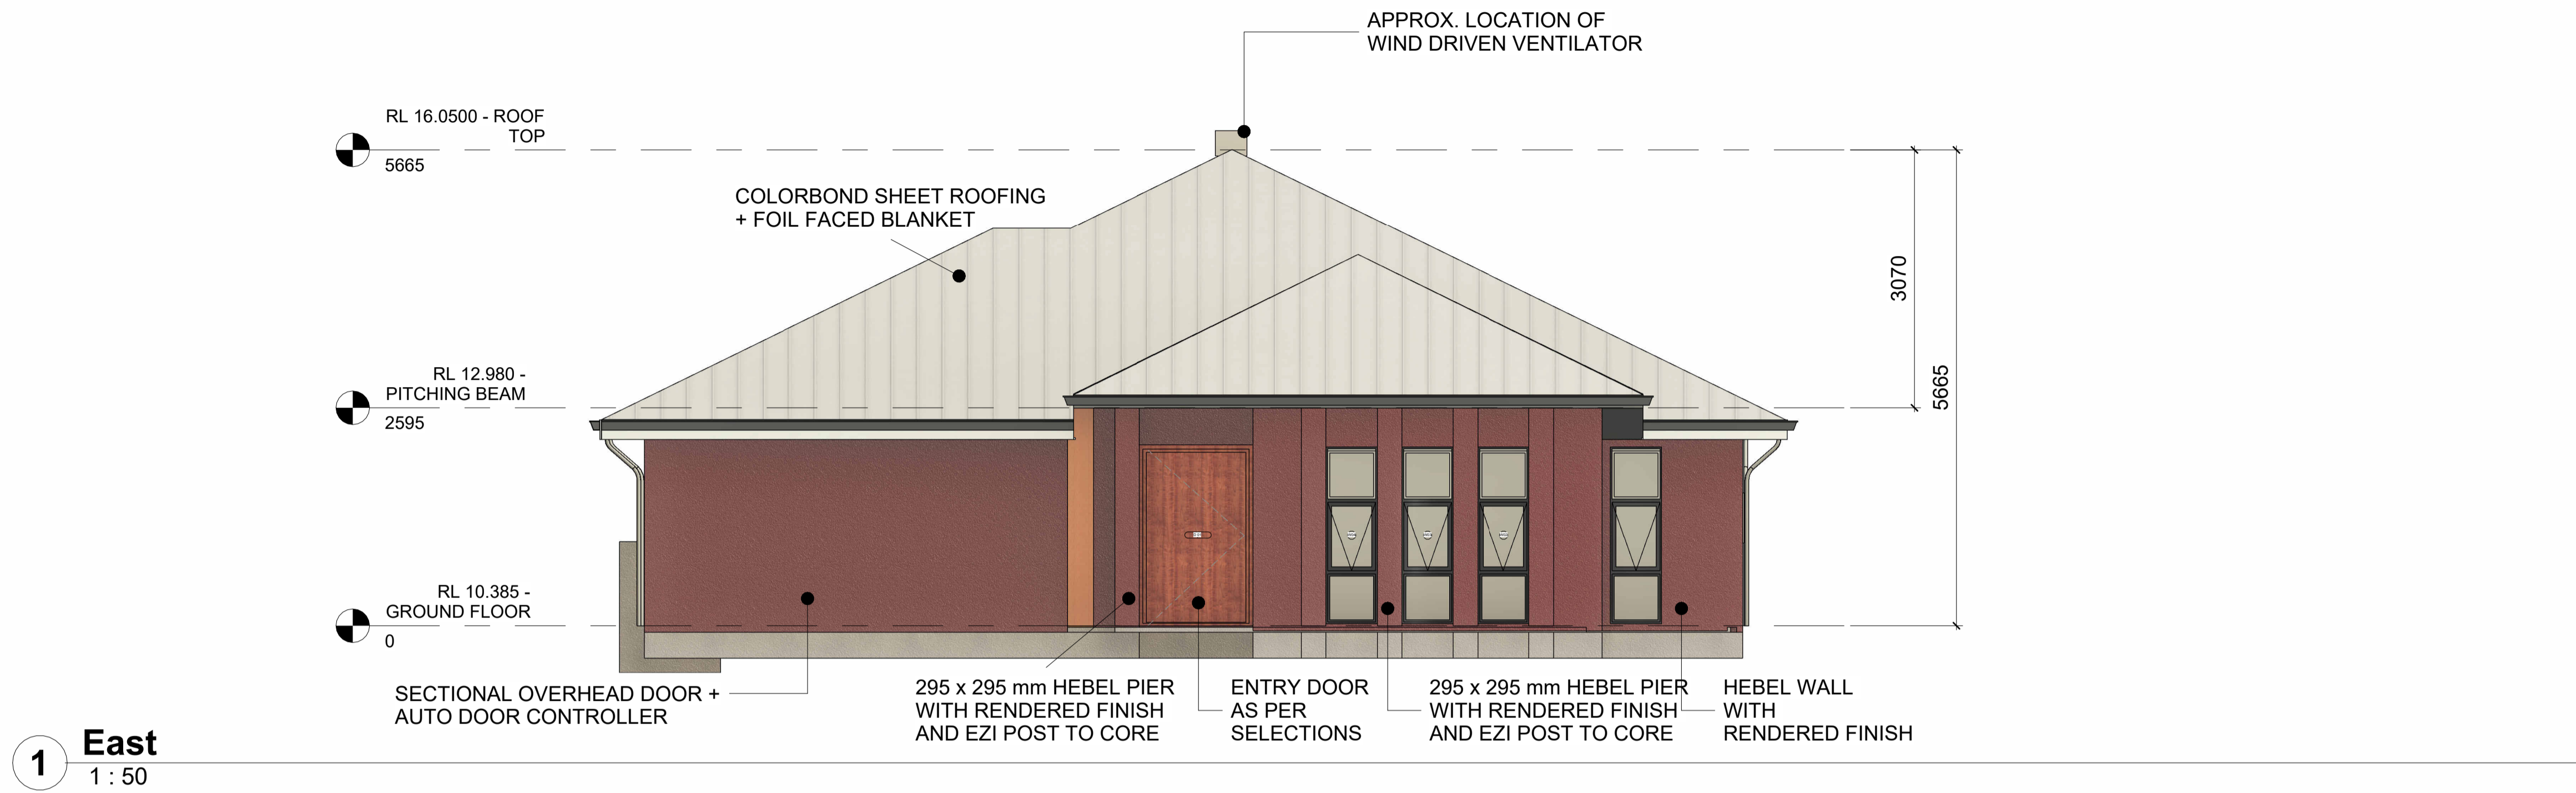 APPROX. LOCATION OF
WIND DRIVEN VENTILATOR
RL 16.0500 - ROOF
TOP
5665
COLORBOND SHEET ROOFING
+ FOIL FACED BLANKET
3070
5665
RL 12.980 -
PITCHING BEAM
2595
RL 10.385 -
GROUND FLOOR
0
SECTIONAL OVERHEAD DOOR +
AUTO DOOR CONTROLLER
295 x 295 mm HEBEL PIER
WITH RENDERED FINISH
AND EZI POST TO CORE
ENTRY DOOR
AS PER
SELECTIONS
295 x 295 mm HEBEL PIER
WITH RENDERED FINISH
AND EZI POST TO CORE
HEBEL WALL
WITH
RENDERED FINISH
1
East
1 : 50